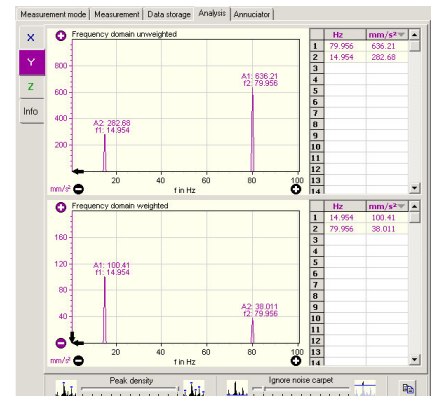 Measurement mode Measurement Data storage Analysis Annuciator
X
Y
Z
Info
Frequency domain unweighted
800
600
400
200
mm/s²
A1: 636.21
f2: 79.956
A2: 282.68
f1: 14.954
20 40 60 80 100
f in Hz
Hz mm/s²
1 79.956 636.21
2 14.954 282.68
3
4
5
6
7
8
9
10
11
12
13
14
Frequency domain weighted
160
120
80
40
mm/s²
A1: 100.41
f1: 14.954
A2: 38.011
f2: 79.956
20 40 60 80 100
f in Hz
Hz mm/s²
1 14.954 100.41
2 79.956 38.011
3
4
5
6
7
8
9
10
11
12
13
14
Peak density
Ignore noise carpet